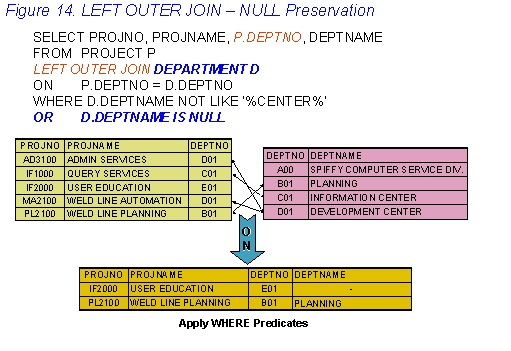 Figure 14. LEFT OUTER JOIN – NULL Preservation
SELECT PROJNO, PROJNAME, P.DEPTNO, DEPTNAME
FROM PROJECT P
LEFT OUTER JOIN DEPARTMENT D
ON P.DEPTNO = D.DEPTNO
WHERE D.DEPTNAME NOT LIKE '%CENTER%'
OR D.DEPTNAME IS NULL
PROJNO PROJNAME DEPTNO
AD3100 ADMIN SERVICES D01
IF1000 QUERY SERVICES C01
IF2000 USER EDUCATION E01
MA2100 WELD LINE AUTOMATION D01
PL2100 WELD LINE PLANNING B01
DEPTNO DEPTNAME
A00 SPIFFY COMPUTER SERVICE DIV.
B01 PLANNING
C01 INFORMATION CENTER
D01 DEVELOPMENT CENTER
O
N
PROJNO PROJNAME DEPTNO DEPTNAME
IF2000 USER EDUCATION E01 -
PL2100 WELD LINE PLANNING B01 PLANNING
Apply WHERE Predicates